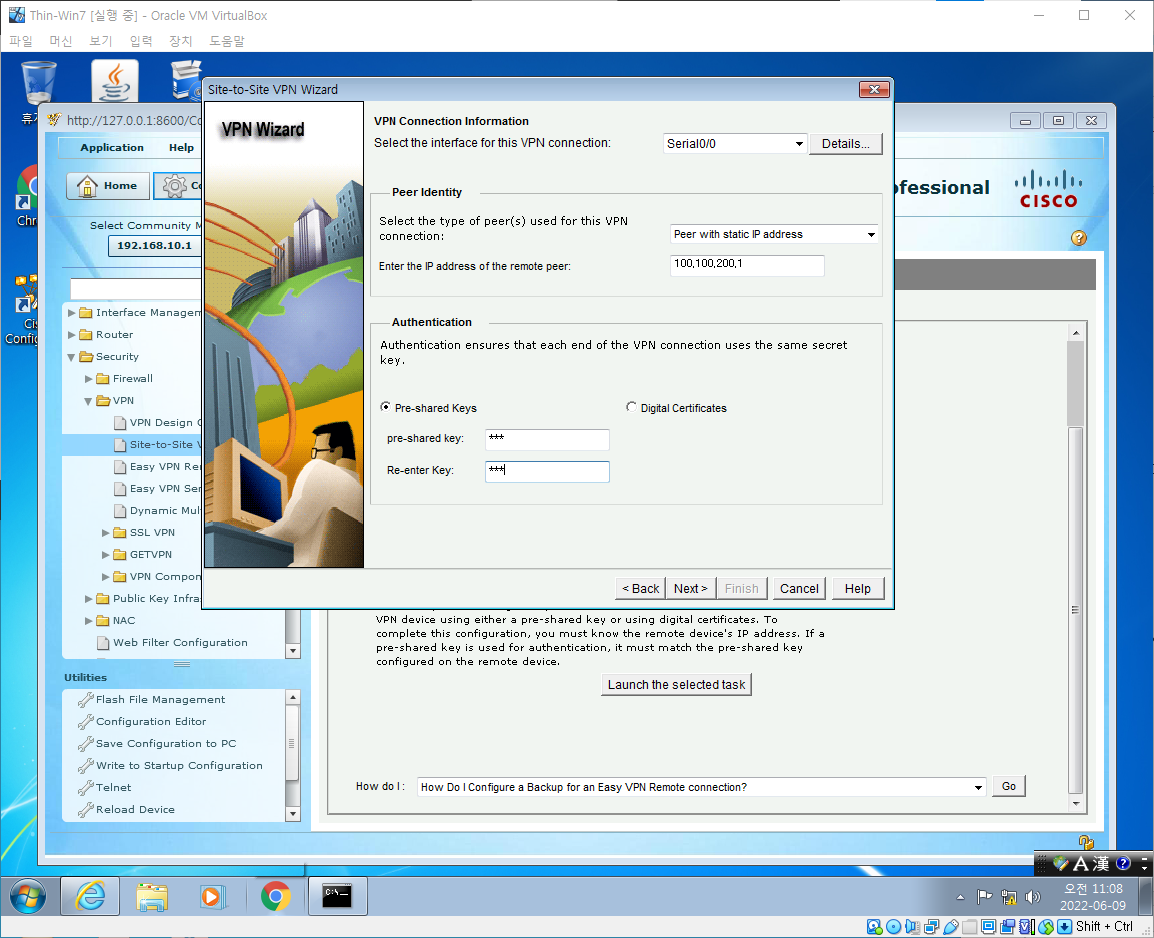 Thin-Win7 [실행 중] - Oracle VM VirtualBox
파일 머신 보기 입력 장치 도움말
http://127.0.0.1:8600/Co
Application Help
Home Co
ofessional
CISCO
Select Community M
192.168.10.1
Interface Managem
Router
Security
Firewall
VPN
VPN Design G
Site-to-Site V
Easy VPN Re
Easy VPN Ser
Dynamic Mul
SSL VPN
GETVPN
VPN Compon
Public Key Infra
NAC
Web Filter Configuration
Utilities
Flash File Management
Configuration Editor
Save Configuration to PC
Write to Startup Configuration
Telnet
Reload Device
Site-to-Site VPN Wizard
VPN Wizard
VPN Connection Information
Select the interface for this VPN connection: Serial0/0 Details...
Peer Identity
Select the type of peer(s) used for this VPN
connection: Peer with static IP address
Enter the IP address of the remote peer: 100,100,200,1
Authentication
Authentication ensures that each end of the VPN connection uses the same secret
key.
Pre-shared Keys Digital Certificates
pre-shared key: ***
Re-enter Key: ***
< Back Next > Finish Cancel Help
VPN device using either a pre-shared key or using digital certificates. To
complete this configuration, you must know the remote device's IP address. If a
pre-shared key is used for authentication, it must match the pre-shared key
configured on the remote device.
Launch the selected task
How do I : How Do I Configure a Backup for an Easy VPN Remote connection? Go
A 漢
오전 11:08
2022-06-09
Shift + Ctrl